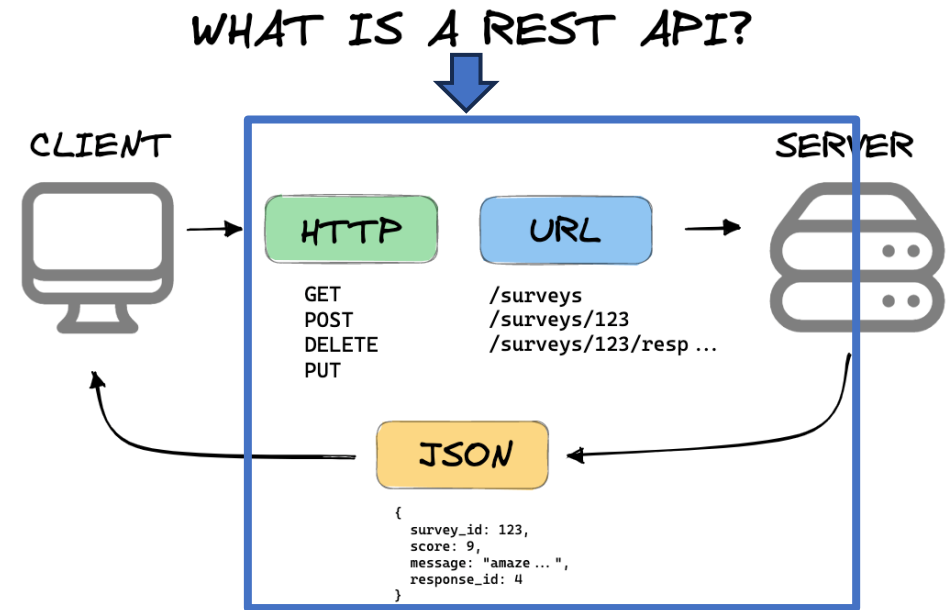 WHAT IS A REST API?
CLIENT
SERVER
HTTP
URL
GET
POST
DELETE
PUT
/surveys
/surveys/123
/surveys/123/resp...
JSON
{
survey_id: 123,
score: 9,
message: "amaze...",
response_id: 4
}